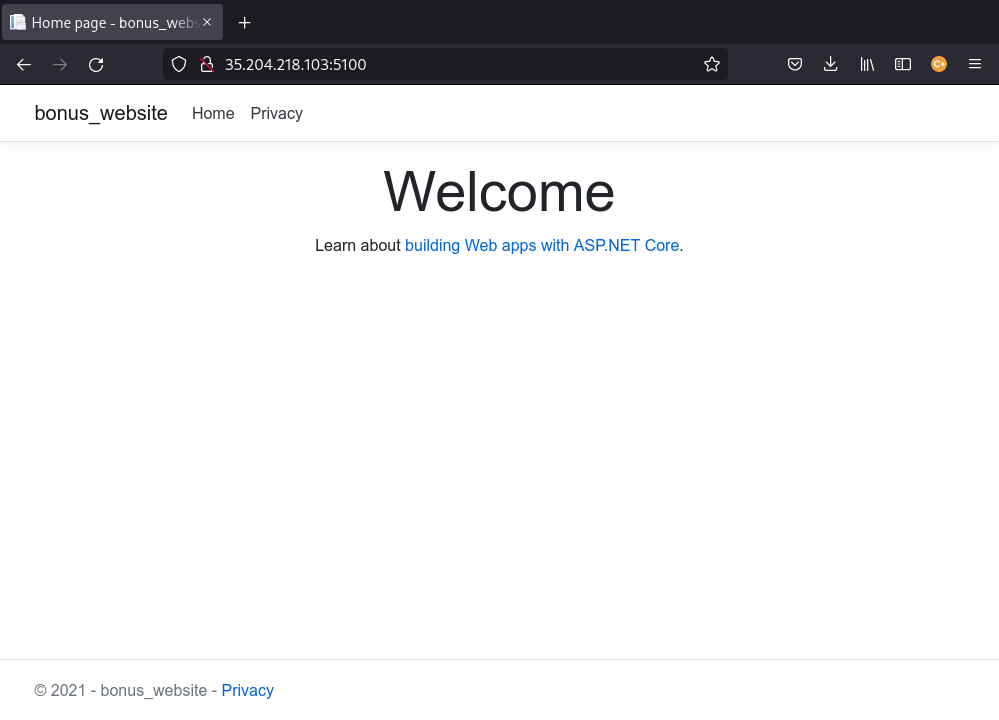 Home page - bonus_webs
35.204.218.103:5100
bonus_website Home Privacy
Welcome
Learn about building Web apps with ASP.NET Core.
© 2021 - bonus_website - Privacy